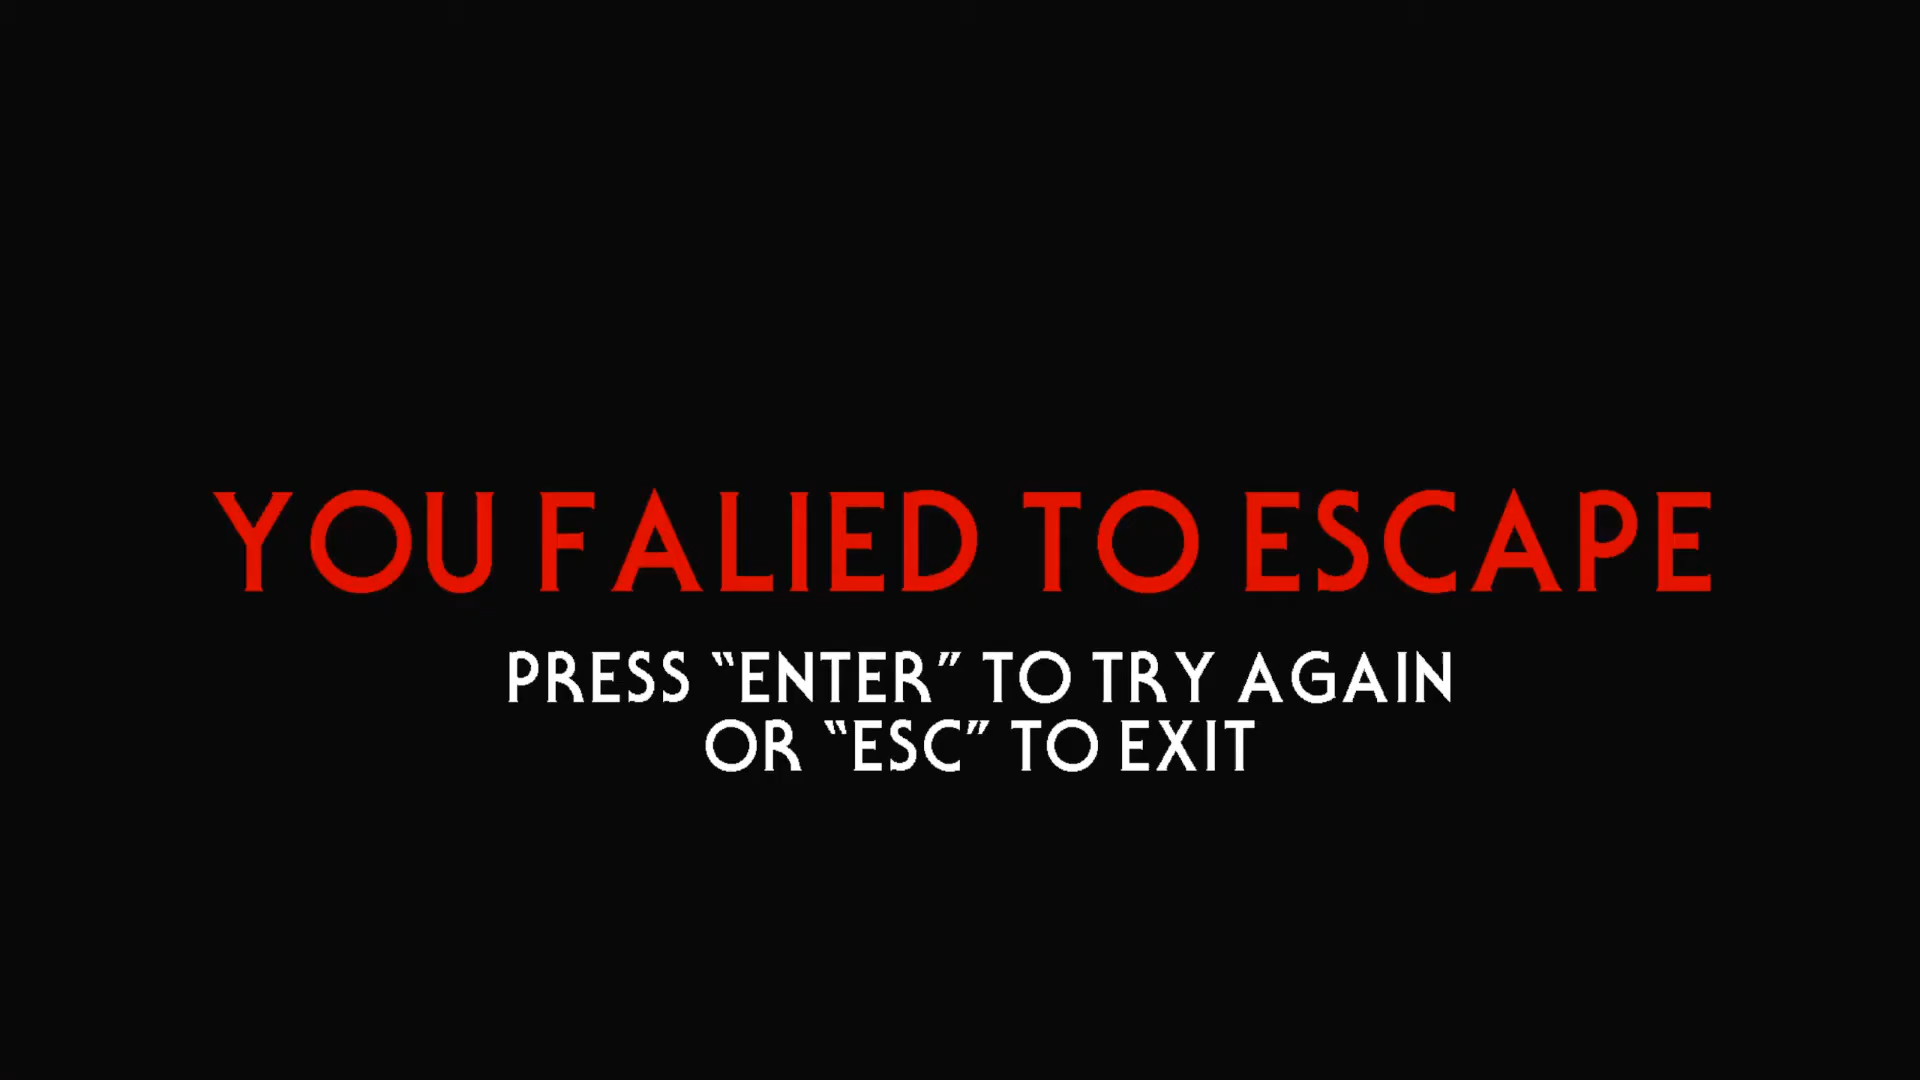 YOU FALIED TO ESCAPE
PRESS “ENTER” TO TRY AGAIN
OR “ESC” TO EXIT